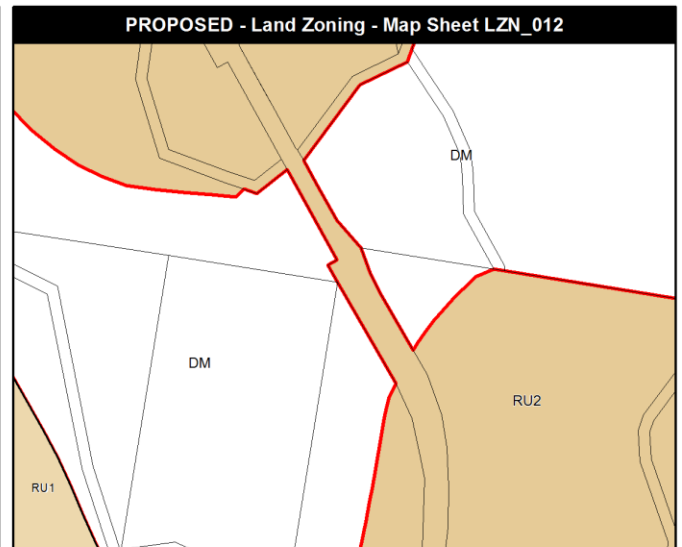 PROPOSED - Land Zoning - Map Sheet LZN_012
DM
DM
RU2
RU1